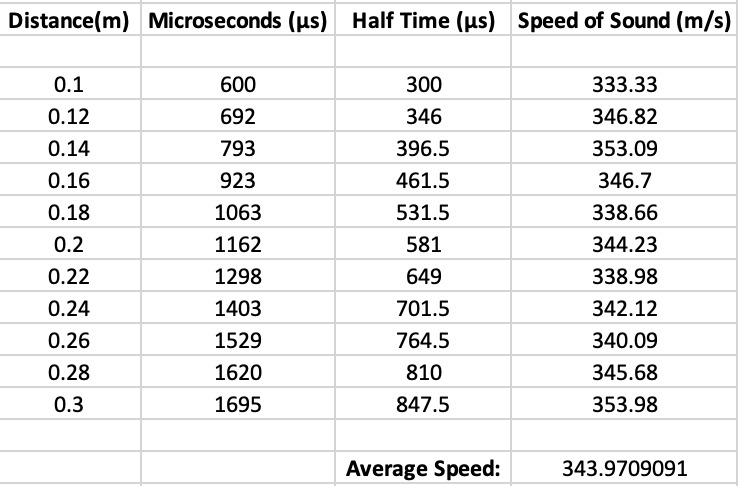 Distance(m) Microseconds (μs) Half Time (μs) Speed of Sound (m/s)
0.1 600 300 333.33
0.12 692 346 346.82
0.14 793 396.5 353.09
0.16 923 461.5 346.7
0.18 1063 531.5 338.66
0.2 1162 581 344.23
0.22 1298 649 338.98
0.24 1403 701.5 342.12
0.26 1529 764.5 340.09
0.28 1620 810 345.68
0.3 1695 847.5 353.98
Average Speed: 343.9709091